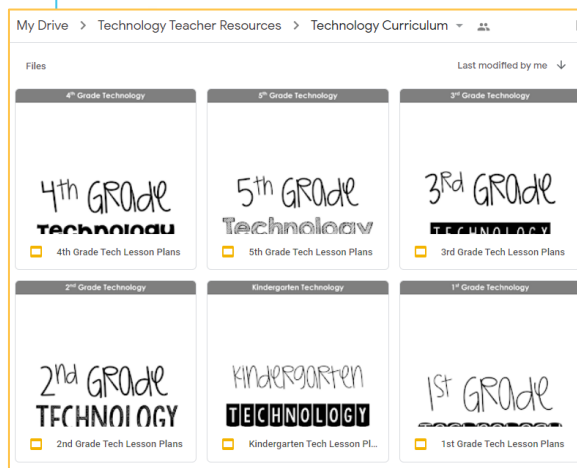 My Drive > Technology Teacher Resources > Technology Curriculum
Files
Last modified by me
4th Grade Technology
5th Grade Technology
3rd Grade Technology
4th GRAde
Technology
5th GRAde
Technology
3Rd GRAde
TECHNOLOGY
4th Grade Tech Lesson Plans
5th Grade Tech Lesson Plans
3rd Grade Tech Lesson Plans
2nd Grade Technology
Kindergarten Technology
1st Grade Technology
2nd GRAde
TECHNOLOGY
KindeRgARten
TECHNOLOGY
1st GRAde
2nd Grade Tech Lesson Plans
Kindergarten Tech Lesson Pl...
1st Grade Tech Lesson Plans